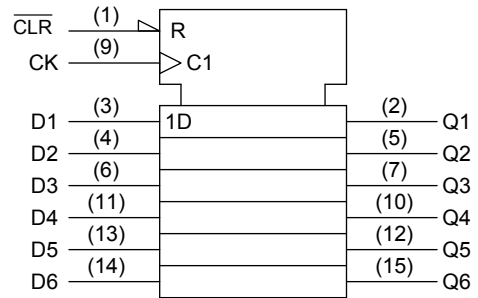 CLR (1) R
CK (9) C1
D1 (3) 1D (2) Q1
D2 (4) (5) Q2
D3 (6) (7) Q3
D4 (11) (10) Q4
D5 (13) (12) Q5
D6 (14) (15) Q6